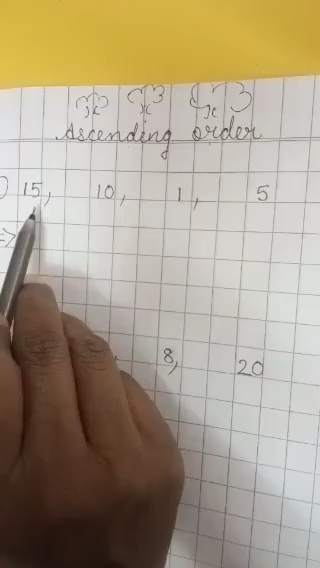 Ascending order
) 15, 10, 1, 5
=>
, 8, 20